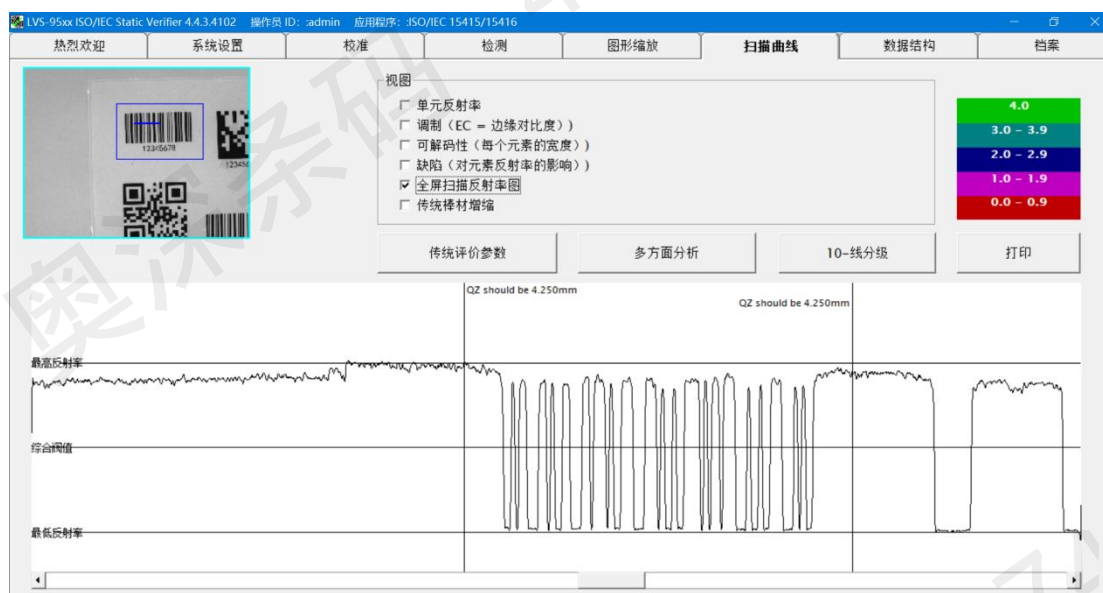 LVS-95xx ISO/IEC Static Verifier 4.4.3.4102 操作员 ID: :admin 应用程序: :ISO/IEC 15415/15416
热烈欢迎 系统设置 校准 检测 图形缩放 扫描曲线 数据结构 档案
12345678
视图
单元反射率
调制(EC = 边缘对比度))
可解码性(每个元素的宽度))
缺陷(对元素反射率的影响))
全屏扫描反射率图
传统棒材增缩
4.0
3.0 – 3.9
2.0 – 2.9
1.0 – 1.9
0.0 – 0.9
传统评价参数 多方面分析 10–线分级 打印
QZ should be 4.250mm
QZ should be 4.250mm
最高反射率
综合阀值
最低反射率
奥深条码